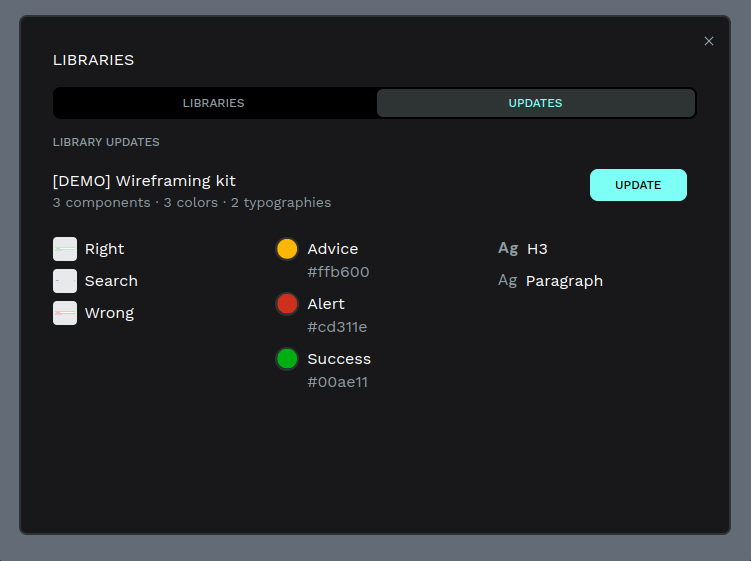 LIBRARIES
LIBRARIES UPDATES
LIBRARY UPDATES
[DEMO] Wireframing kit
3 components · 3 colors · 2 typographies
UPDATE
Right
Search
Wrong
Advice
#ffb600
Alert
#cd311e
Success
#00ae11
Ag H3
Ag Paragraph